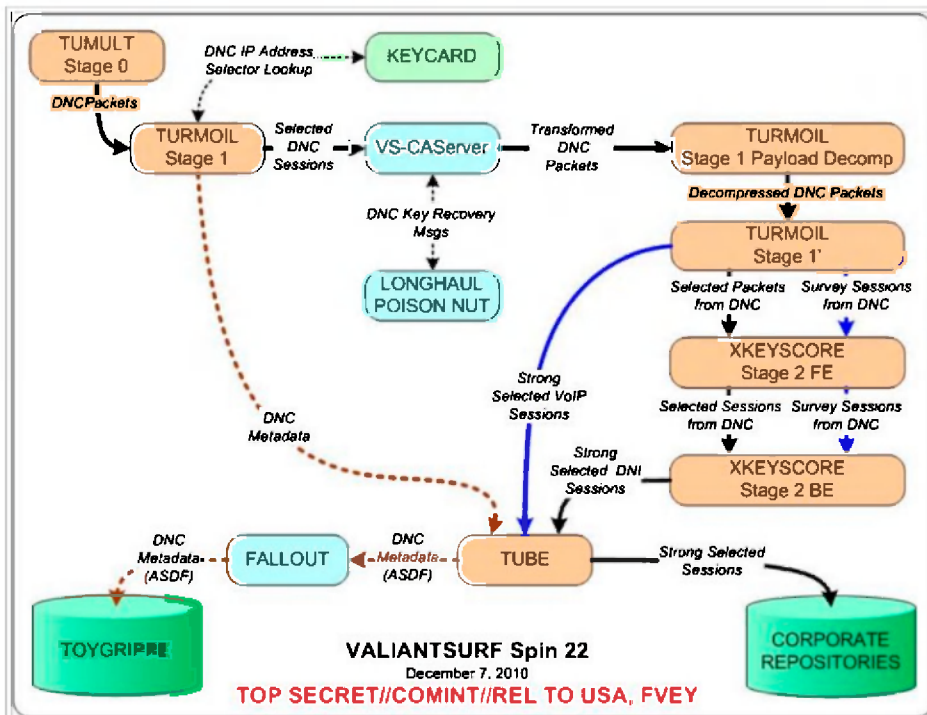 TUMULT
Stage 0
DNC IP Address
Selector Lookup
KEYCARD
DNCPackets
TURMOIL
Stage 1
Selected
DNC
Sessions
VS-CAServer
Transformed
DNC
Packets
TURMOIL
Stage 1 Payload Decomp
Decompressed DNC Packets
DNC Key Recovery
Msgs
TURMOIL
Stage 1'
LONGHAUL
POISON NUT
Selected Packets
from DNC
Survey Sessions
from DNC
XKEYSCORE
Stage 2 FE
Strong
Selected VoIP
Sessions
Selected Sessions
from DNC
Survey Sessions
from DNC
DNC
Metadata
Strong
Selected DNI
Sessions
XKEYSCORE
Stage 2 BE
DNC
Metadata
(ASDF)
FALLOUT
DNC
Metadata
(ASDF)
TUBE
Strong Selected
Sessions
TOYGRIPPE
VALIANTSURF Spin 22
December 7, 2010
TOP SECRET//COMINT//REL TO USA, FVEY
CORPORATE
REPOSITORIES